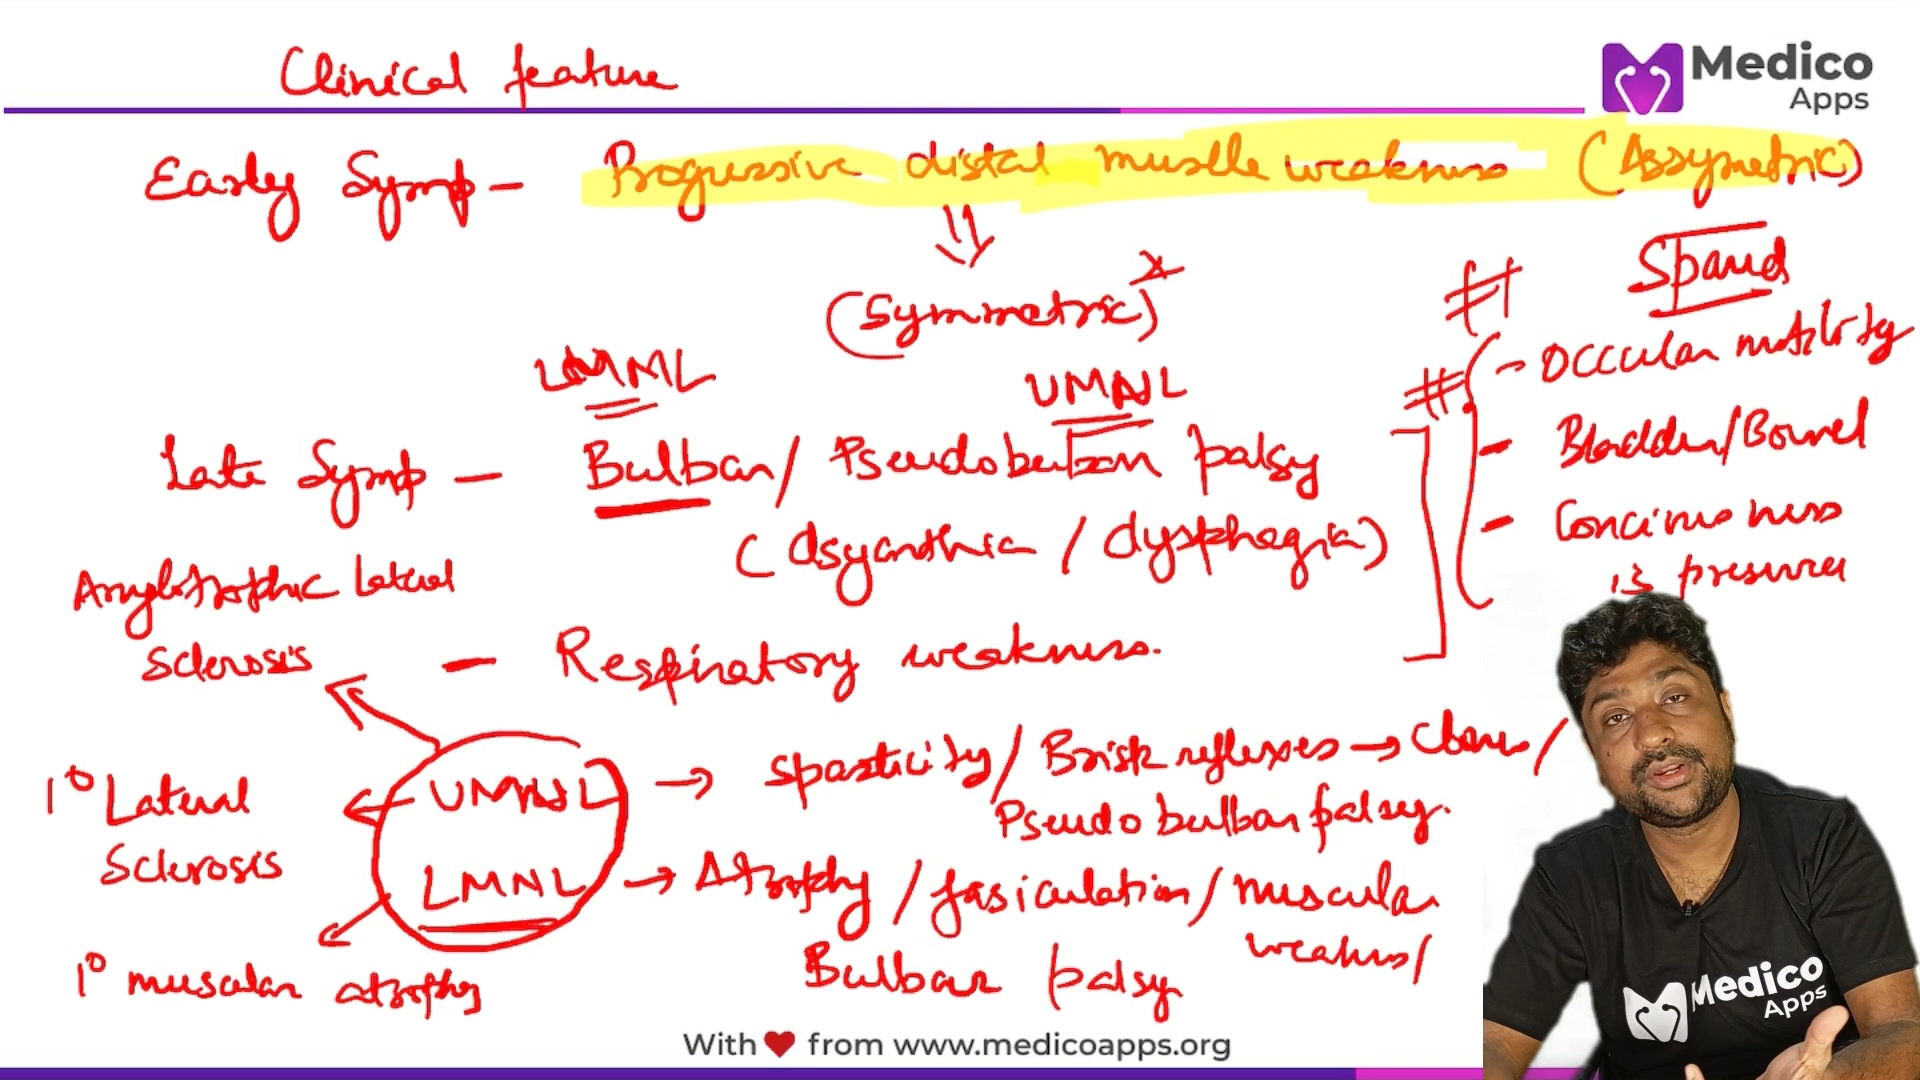 Clinical feature
Medico
Apps
Early Symp - Progressive distal muscle weakness (Assymetric)
(Symmetric)
Spared
LMNL
UMNL
- Occular motility
Late Symp - Bulbar/ Pseudobulbar palsy
- Bladder/Bowel
(dsyarthia / dysphagia)
- Conciousness
is preserved
Amylotrophic Lateral
Sclerosis
- Respiratory weakness.
UMNL → spasticity/ Brisk reflexes → Clonus/
Pseudo bulbar palsy.
1° Lateral
Sclerosis
LMNL → Atrophy / fasiculation / muscular
weakness/
Bulbar palsy
1° muscular atrophy
Medico
Apps
With ❤ from www.medicoapps.org